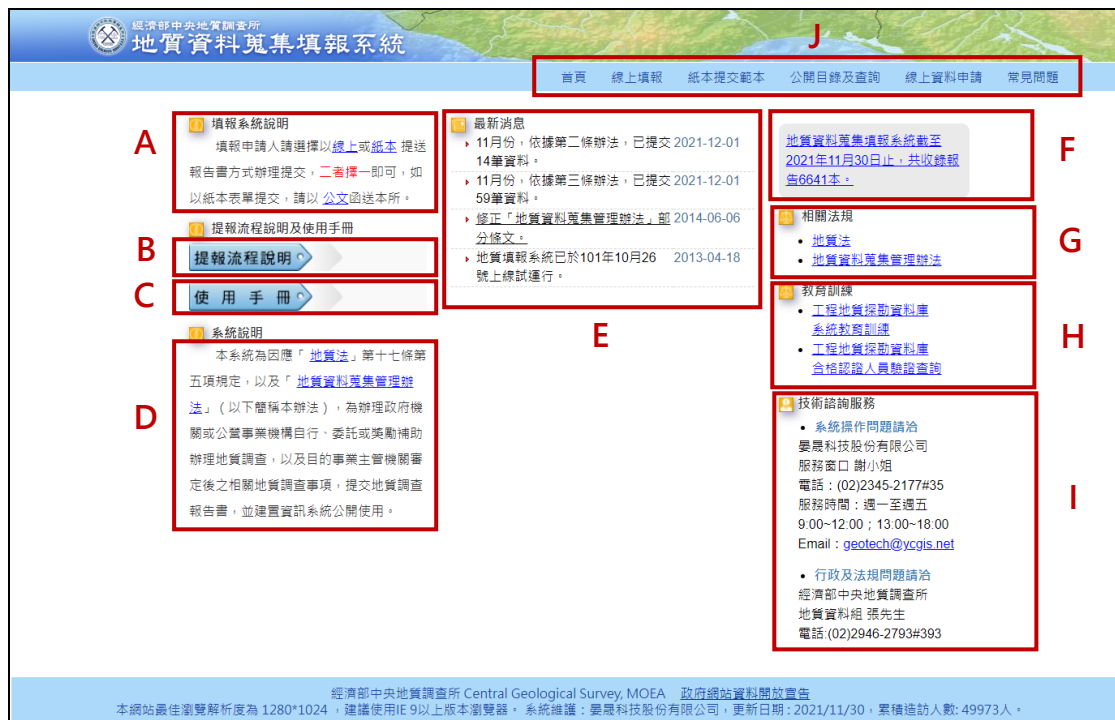 經濟部中央地質調查所
地質資料蒐集填報系統
J
首頁 線上填報 紙本提交範本 公開目錄及查詢 線上資料申請 常見問題
A
填報系統說明
填報申請人請選擇以線上或紙本 提送
報告書方式辦理提交，二者擇一即可，如
以紙本表單提交，請以 公文函送本所。
提報流程說明及使用手冊
B
提報流程說明
C
使用手冊
系統說明
D
本系統為因應「 地質法」第十七條第
五項規定，以及「 地質資料蒐集管理辦
法」（以下簡稱本辦法），為辦理政府機
關或公營事業機構自行、委託或獎勵補助
辦理地質調查，以及目的事業主管機關審
定後之相關地質調查事項，提交地質調查
報告書，並建置資訊系統公開使用。
最新消息
11月份，依據第二條辦法，已提交 2021-12-01
14筆資料。
11月份，依據第三條辦法，已提交 2021-12-01
59筆資料。
修正「地質資料蒐集管理辦法」部 2014-06-06
分條文。
地質填報系統已於101年10月26 2013-04-18
號上線試運行。
E
地質資料蒐集填報系統截至
2021年11月30日止，共收錄報
告6641本。
F
相關法規
地質法
地質資料蒐集管理辦法
G
教育訓練
工程地質探勘資料庫
系統教育訓練
工程地質探勘資料庫
合格認證人員驗證查詢
H
技術諮詢服務
系統操作問題請洽
晏晟科技股份有限公司
服務窗口 謝小姐
電話：(02)2345-2177#35
服務時間：週一至週五
9:00~12:00；13:00~18:00
Email：geotech@ycgis.net
行政及法規問題請洽
經濟部中央地質調查所
地質資料組 張先生
電話:(02)2946-2793#393
I
經濟部中央地質調查所 Central Geological Survey, MOEA 政府網站資料開放宣告
本網站最佳瀏覽解析度為 1280*1024 ，建議使用IE 9以上版本瀏覽器。 系統維護：晏晟科技股份有限公司，更新日期：2021/11/30，累積造訪人數: 49973人。